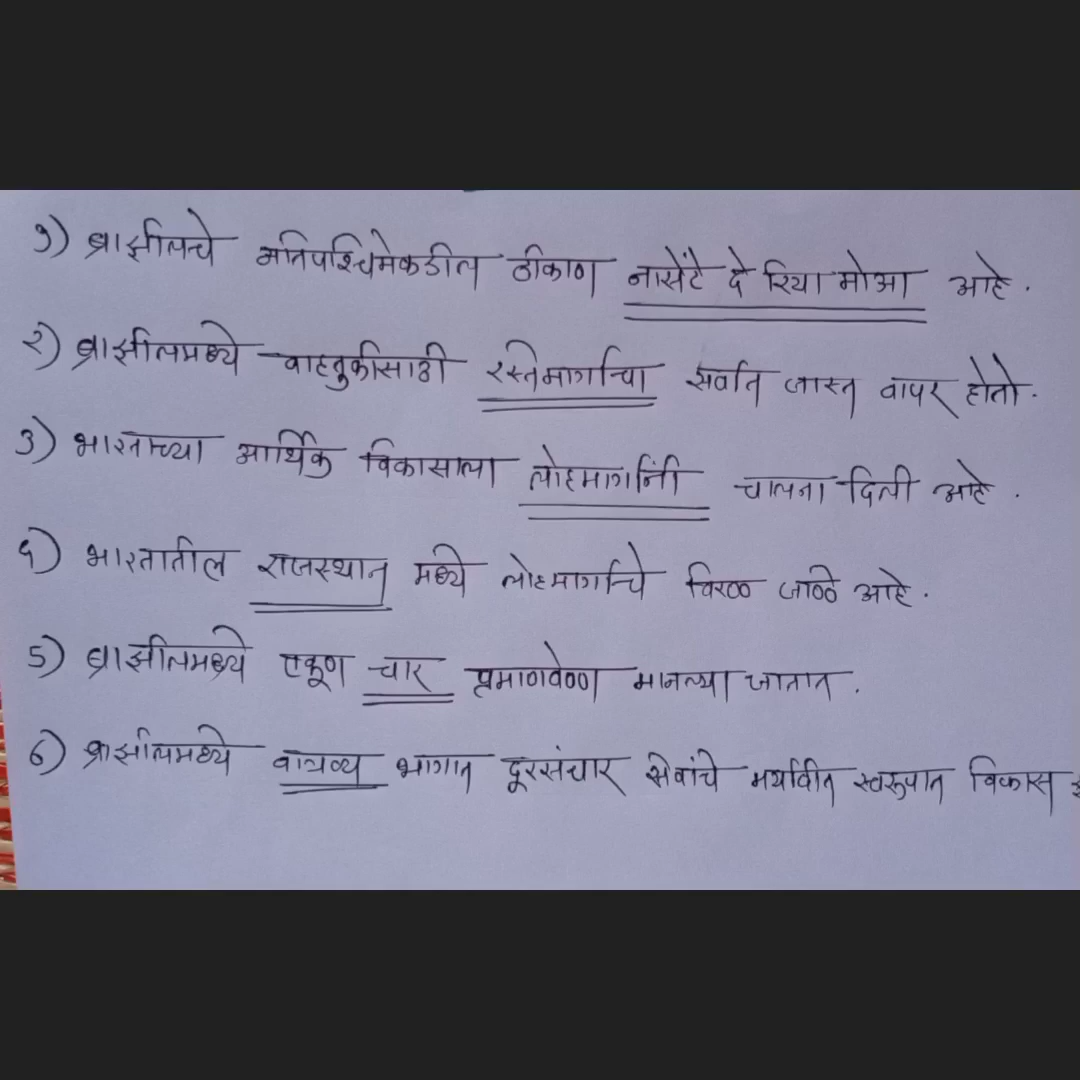 १) ब्राझीलचे अतिपश्चिमेकडील ठीकाण नासेंटै दे रिया मोआ आहे.
२) ब्राझीलमध्ये वाहतुकीसाठी रस्तेमार्गाचा सर्वात जास्त वापर होतो.
३) भारताच्या आर्थिक विकासाला लोहमार्गांनी चालना दिली आहे.
४) भारतातील राजस्थान मध्ये लोहमार्गाचे विरळ जाळे आहे.
5) ब्राझीलमध्ये एकूण चार प्रमाणवेळा मानल्या जातात.
6) ब्राझीलमध्ये वायव्य भागात दूरसंचार सेवांचे मर्यादीत स्वरूपात विकास